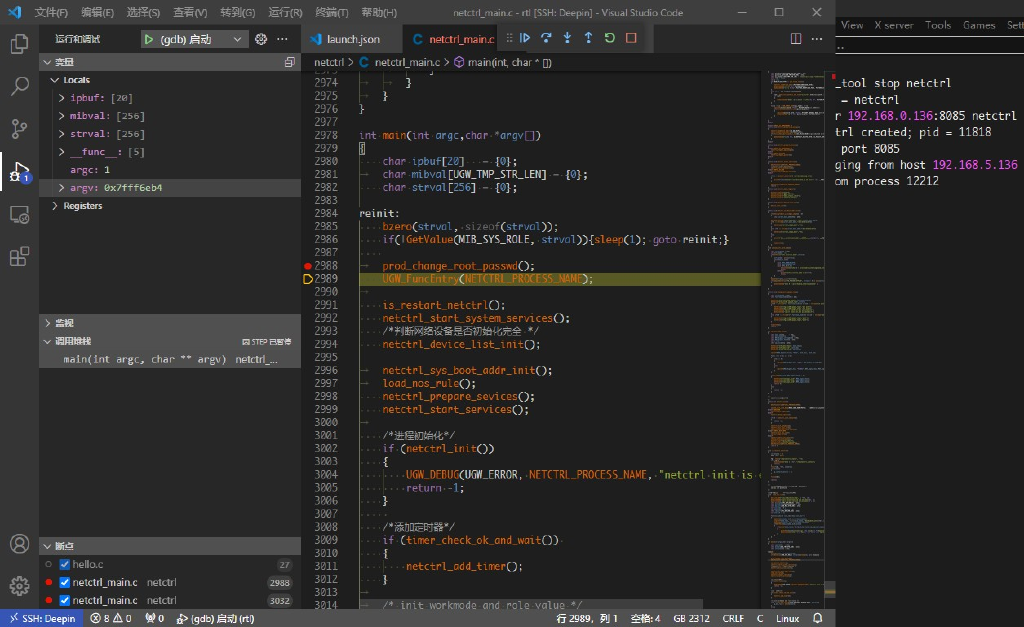 文件(F) 编辑(E) 选择(S) 查看(V) 转到(G) 运行(R) 终端(T) 帮助(H) netctrl_main.c - rtl [SSH: Deepin] - Visual Studio Code
运行和调试 (gdb) 启动
变量
Locals
ipbuf: [20]
mibval: [256]
strval: [256]
__func__: [5]
argc: 1
argv: 0x7fff6eb4
Registers
监视
调用堆栈 因 STEP 已暂停
main(int argc, char ** argv) netctrl_...
断点
hello.c 27
netctrl_main.c netctrl 2988
netctrl_main.c netctrl 3032
launch.json netctrl_main.c
netctrl > netctrl_main.c > main(int, char * [])
2974 }
2975 }
2976 }
2977
2978 int main(int argc,char *argv[])
2979 {
2980 char ipbuf[20] = {0};
2981 char mibval[UGW_TMP_STR_LEN] = {0};
2982 char strval[256] = {0};
2983
2984 reinit:
2985 bzero(strval, sizeof(strval));
2986 if(!GetValue(MIB_SYS_ROLE, strval)){sleep(1); goto reinit;}
2987
2988 prod_change_root_passwd();
2989 UGW_FuncEntry(NETCTRL_PROCESS_NAME);
2990
2991 is_restart_netctrl();
2992 netctrl_start_system_services();
2993 /*判断网络设备是否初始化完全 */
2994 netctrl_device_list_init();
2995
2996 netctrl_sys_boot_addr_init();
2997 load_nos_rule();
2998 netctrl_prepare_sevices();
2999 netctrl_start_services();
3000
3001 /*进程初始化*/
3002 if (netctrl_init())
3003 {
3004 UGW_DEBUG(UGW_ERROR, NETCTRL_PROCESS_NAME, "netctrl init is
3005 return -1;
3006 }
3007
3008 /*添加定时器*/
3009 if (timer_check_ok_and_wait())
3010 {
3011 netctrl_add_timer();
3012 }
3013
3014 /* init workmode and role value */
View X server Tools Games Sett
..
_tool stop netctrl
= netctrl
r 192.168.0.136:8085 netctrl
trl created; pid = 11818
port 8085
ging from host 192.168.5.136
om process 12212
SSH: Deepin 8 0 0 (gdb) 启动 (rtl) 行 2989, 列 1 空格: 4 GB 2312 CRLF C Linux